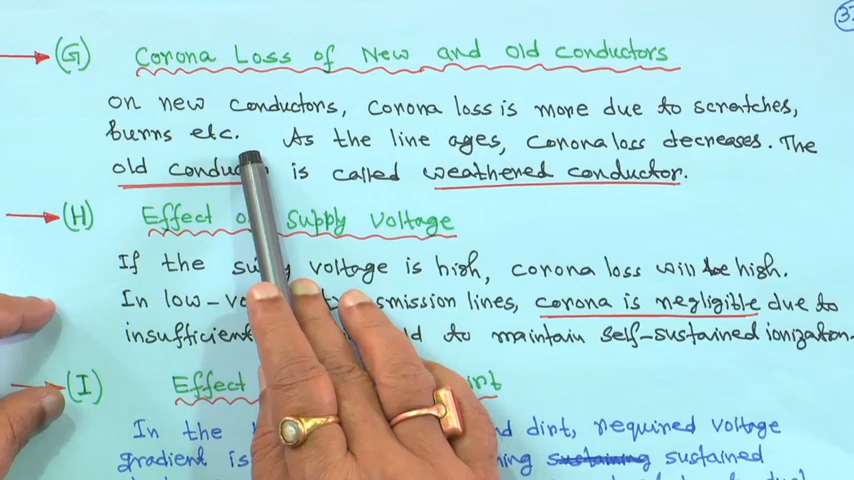 (G) Corona Loss of New and old conductors
On new conductors, corona loss is more due to scratches,
burns etc. As the line ages, corona loss decreases. The
old is called weathered conductor.
(H) Effect Supply Voltage
If the voltage is high, corona loss will be high.
In transmission lines, corona is negligible due to
insufficient to maintain self-sustained ionization.
(I) Effect
In the dirt, required voltage
gradient is sustaining sustained